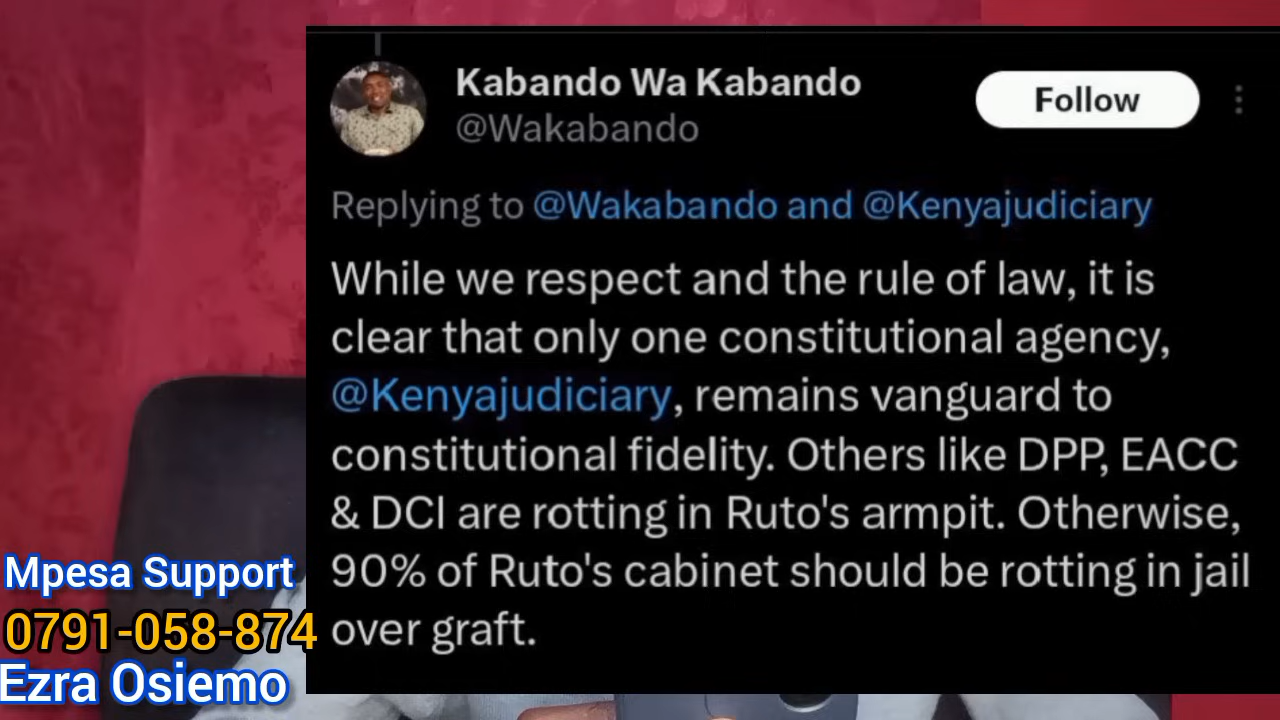 Kabando Wa Kabando
@Wakabando
Follow
Replying to @Wakabando and @Kenyajudiciary
While we respect and the rule of law, it is
clear that only one constitutional agency,
@Kenyajudiciary, remains vanguard to
constitutional fidelity. Others like DPP, EACC
& DCI are rotting in Ruto's armpit. Otherwise,
90% of Ruto's cabinet should be rotting in jail
over graft.
Mpesa Support
0791-058-874
Ezra Osiemo